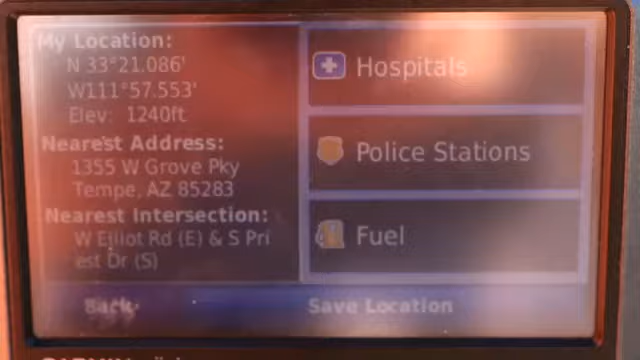 My Location:
N 33°21.086'
W111°57.553'
Elev: 1240ft
Nearest Address:
1355 W Grove Pky
Tempe, AZ 85283
Nearest Intersection:
W Elliot Rd (E) & S Pri
est Dr (S)
Hospitals
Police Stations
Fuel
Back
Save Location
GARMIN